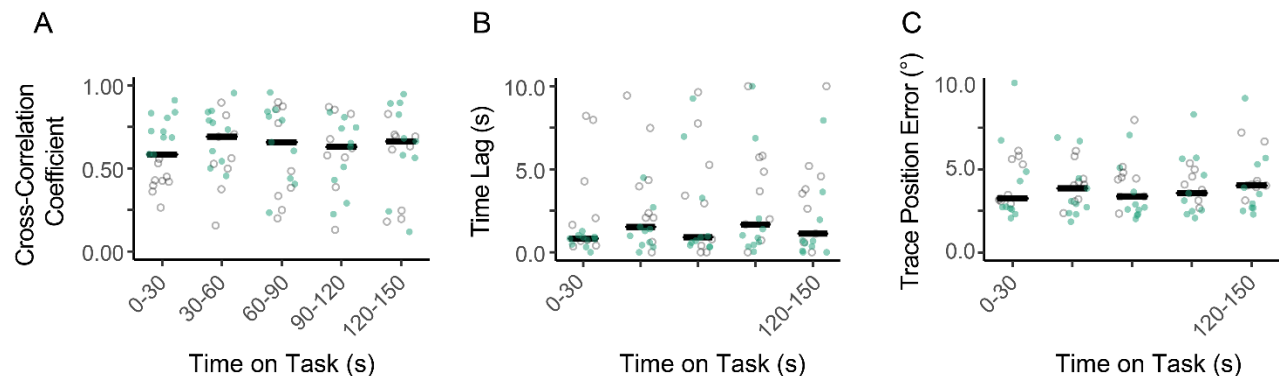 A
B
C
Cross-Correlation
Coefficient
1.00
0.50
0.00
0-30
30-60
60-90
90-120
120-150
Time on Task (s)
Time Lag (s)
10.0
5.0
0.0
0-30
120-150
Time on Task (s)
Trace Position Error (°)
10.0
5.0
0.0
0-30
120-150
Time on Task (s)